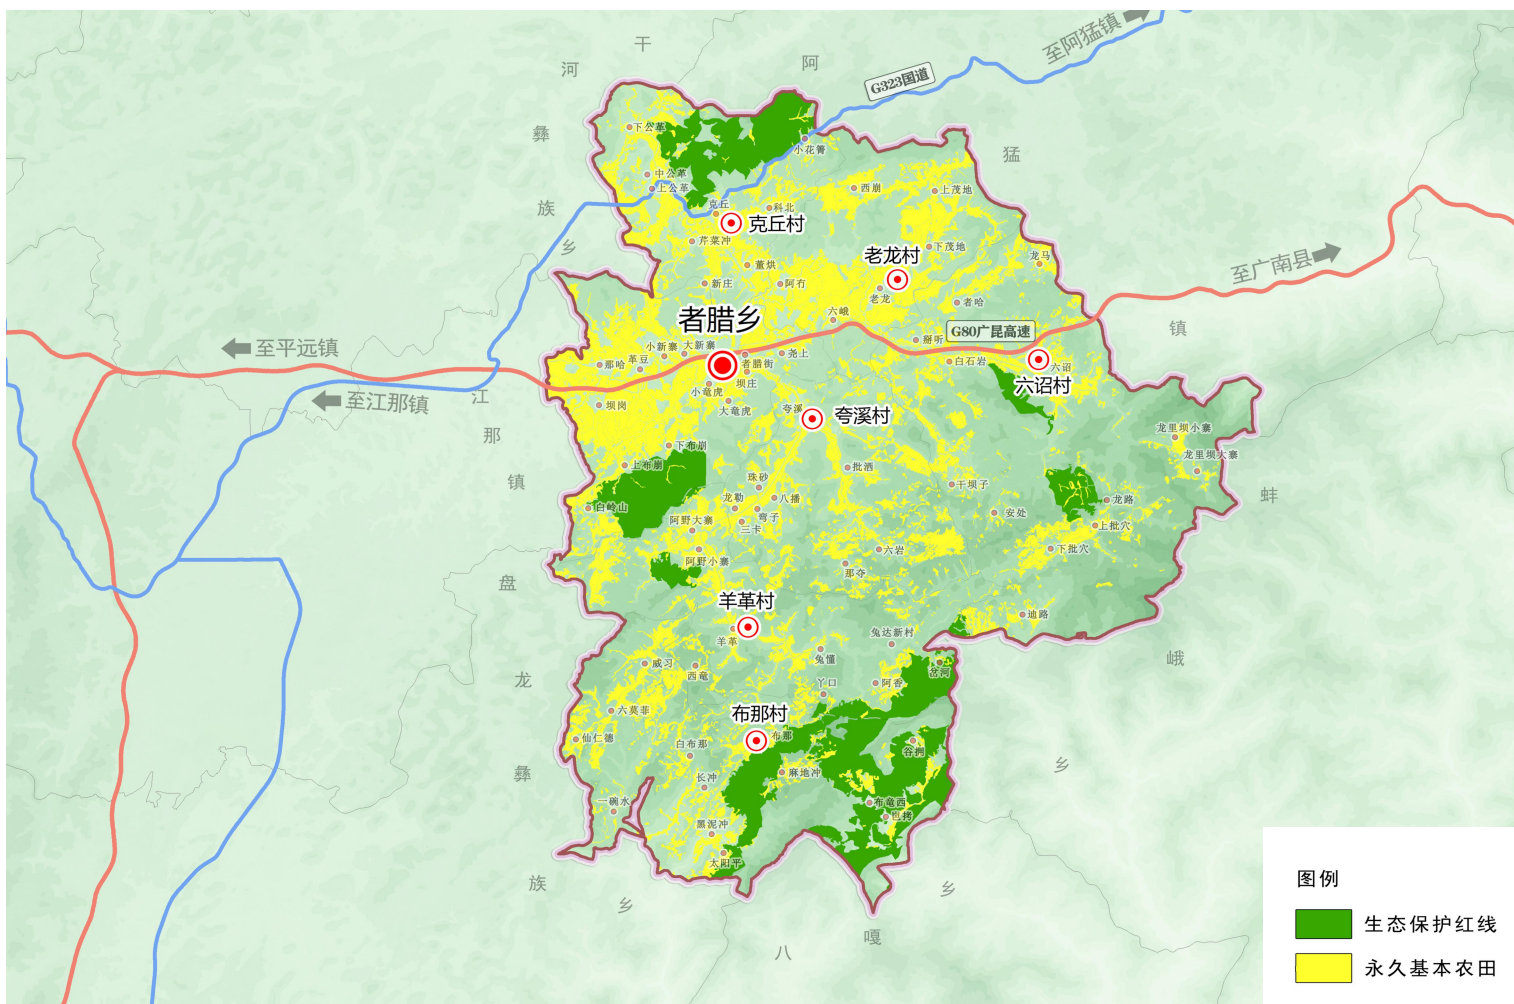 至阿猛镇
干
河
阿
G323国道
彝
下公革
小花箐
猛
中公革
上公革
西崩
上茂地
族
克丘
科北
克丘村
乡
芹菜冲
下茂地
老龙村
龙马
董烘
至广南县
新庄
阿冇
老龙
者哈
者腊乡
六峨
镇
G80广昆高速
掰听
至平远镇
小新寨
大新寨
革豆
那哈
者腊街
尧上
白石岩
六诏
六诏村
坝庄
小竜虎
至江那镇
江
坝岗
大竜虎
夸溪
夸溪村
那
龙里坝小寨
下布崩
龙里坝大寨
上布崩
批洒
镇
珠砂
干坝子
蚌
龙勒
八播
龙路
白岭山
弯子
安处
阿野大寨
三卡
上批穴
六岩
下批穴
阿野小寨
那夺
盘
羊革村
迪路
羊革
兔达新村
兔懂
峨
威习
西竜
岔河
龙
丫口
阿香
六莫菲
布那村
仙仁德
布那
白布那
谷拥
乡
彝
长冲
麻地冲
一碗水
布竜西
黑泥冲
也拷
太阳平
族
乡
乡
嘎
八
图例
生态保护红线
永久基本农田